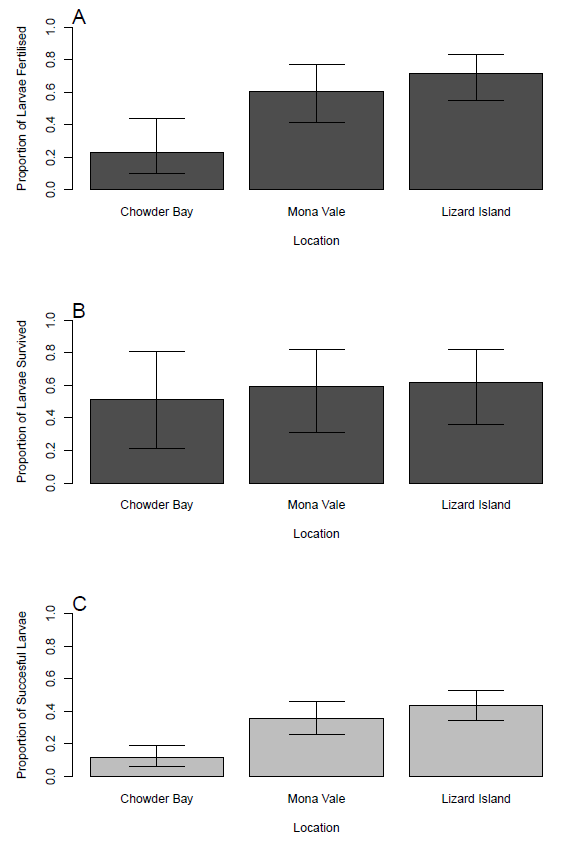 A
Proportion of Larvae Fertilised
1.0
0.8
0.6
0.4
0.2
0.0
Chowder Bay Mona Vale Lizard Island
Location
B
Proportion of Larvae Survived
1.0
0.8
0.6
0.4
0.2
0.0
Chowder Bay Mona Vale Lizard Island
Location
C
Proportion of Succesful Larvae
1.0
0.8
0.6
0.4
0.2
0.0
Chowder Bay Mona Vale Lizard Island
Location